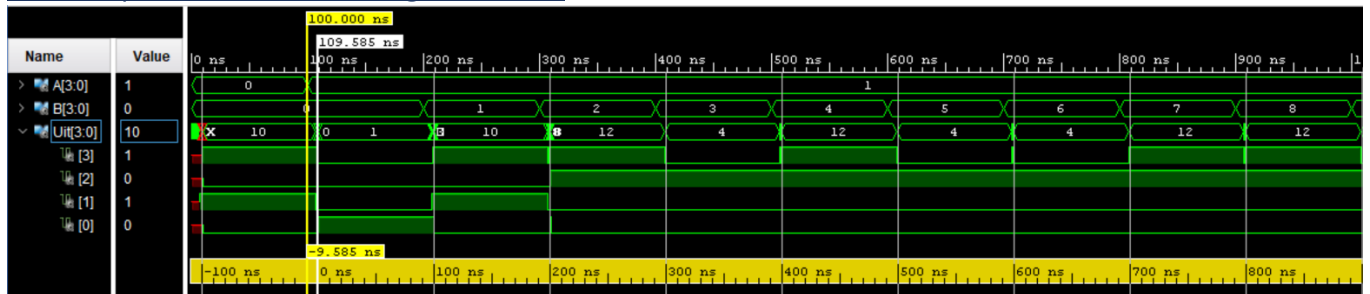 100.000 ns
109.585 ns
Name Value
0 ns 100 ns 200 ns 300 ns 400 ns 500 ns 600 ns 700 ns 800 ns 900 ns 1
A[3:0] 1 0 1
B[3:0] 0 0 1 2 3 4 5 6 7 8
Uit[3:0] 10 X 10 0 1 10 8 12 4 12 4 4 12 12
[3] 1
[2] 0
[1] 1
[0] 0
-9.585 ns
-100 ns 0 ns 100 ns 200 ns 300 ns 400 ns 500 ns 600 ns 700 ns 800 ns